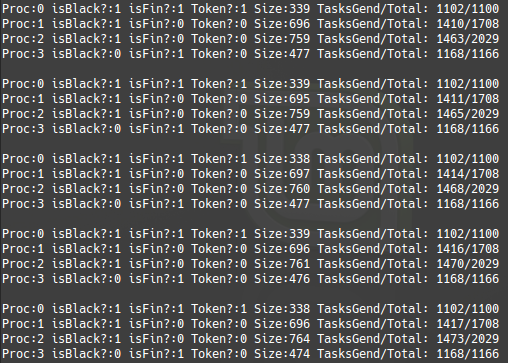 Proc:0 isBlack?:1 isFin?:1 Token?:1 Size:339 TasksGend/Total: 1102/1100
Proc:1 isBlack?:1 isFin?:0 Token?:0 Size:696 TasksGend/Total: 1410/1708
Proc:2 isBlack?:1 isFin?:0 Token?:0 Size:759 TasksGend/Total: 1463/2029
Proc:3 isBlack?:0 isFin?:1 Token?:0 Size:477 TasksGend/Total: 1168/1166
Proc:0 isBlack?:1 isFin?:1 Token?:1 Size:339 TasksGend/Total: 1102/1100
Proc:1 isBlack?:1 isFin?:0 Token?:0 Size:695 TasksGend/Total: 1411/1708
Proc:2 isBlack?:1 isFin?:0 Token?:0 Size:759 TasksGend/Total: 1465/2029
Proc:3 isBlack?:0 isFin?:1 Token?:0 Size:477 TasksGend/Total: 1168/1166
Proc:0 isBlack?:1 isFin?:1 Token?:1 Size:338 TasksGend/Total: 1102/1100
Proc:1 isBlack?:1 isFin?:0 Token?:0 Size:697 TasksGend/Total: 1414/1708
Proc:2 isBlack?:1 isFin?:0 Token?:0 Size:760 TasksGend/Total: 1468/2029
Proc:3 isBlack?:0 isFin?:1 Token?:0 Size:477 TasksGend/Total: 1168/1166
Proc:0 isBlack?:1 isFin?:1 Token?:1 Size:339 TasksGend/Total: 1102/1100
Proc:1 isBlack?:1 isFin?:0 Token?:0 Size:696 TasksGend/Total: 1416/1708
Proc:2 isBlack?:1 isFin?:0 Token?:0 Size:761 TasksGend/Total: 1470/2029
Proc:3 isBlack?:0 isFin?:1 Token?:0 Size:476 TasksGend/Total: 1168/1166
Proc:0 isBlack?:1 isFin?:1 Token?:1 Size:338 TasksGend/Total: 1102/1100
Proc:1 isBlack?:1 isFin?:0 Token?:0 Size:696 TasksGend/Total: 1417/1708
Proc:2 isBlack?:1 isFin?:0 Token?:0 Size:764 TasksGend/Total: 1473/2029
Proc:3 isBlack?:0 isFin?:1 Token?:0 Size:474 TasksGend/Total: 1168/1166